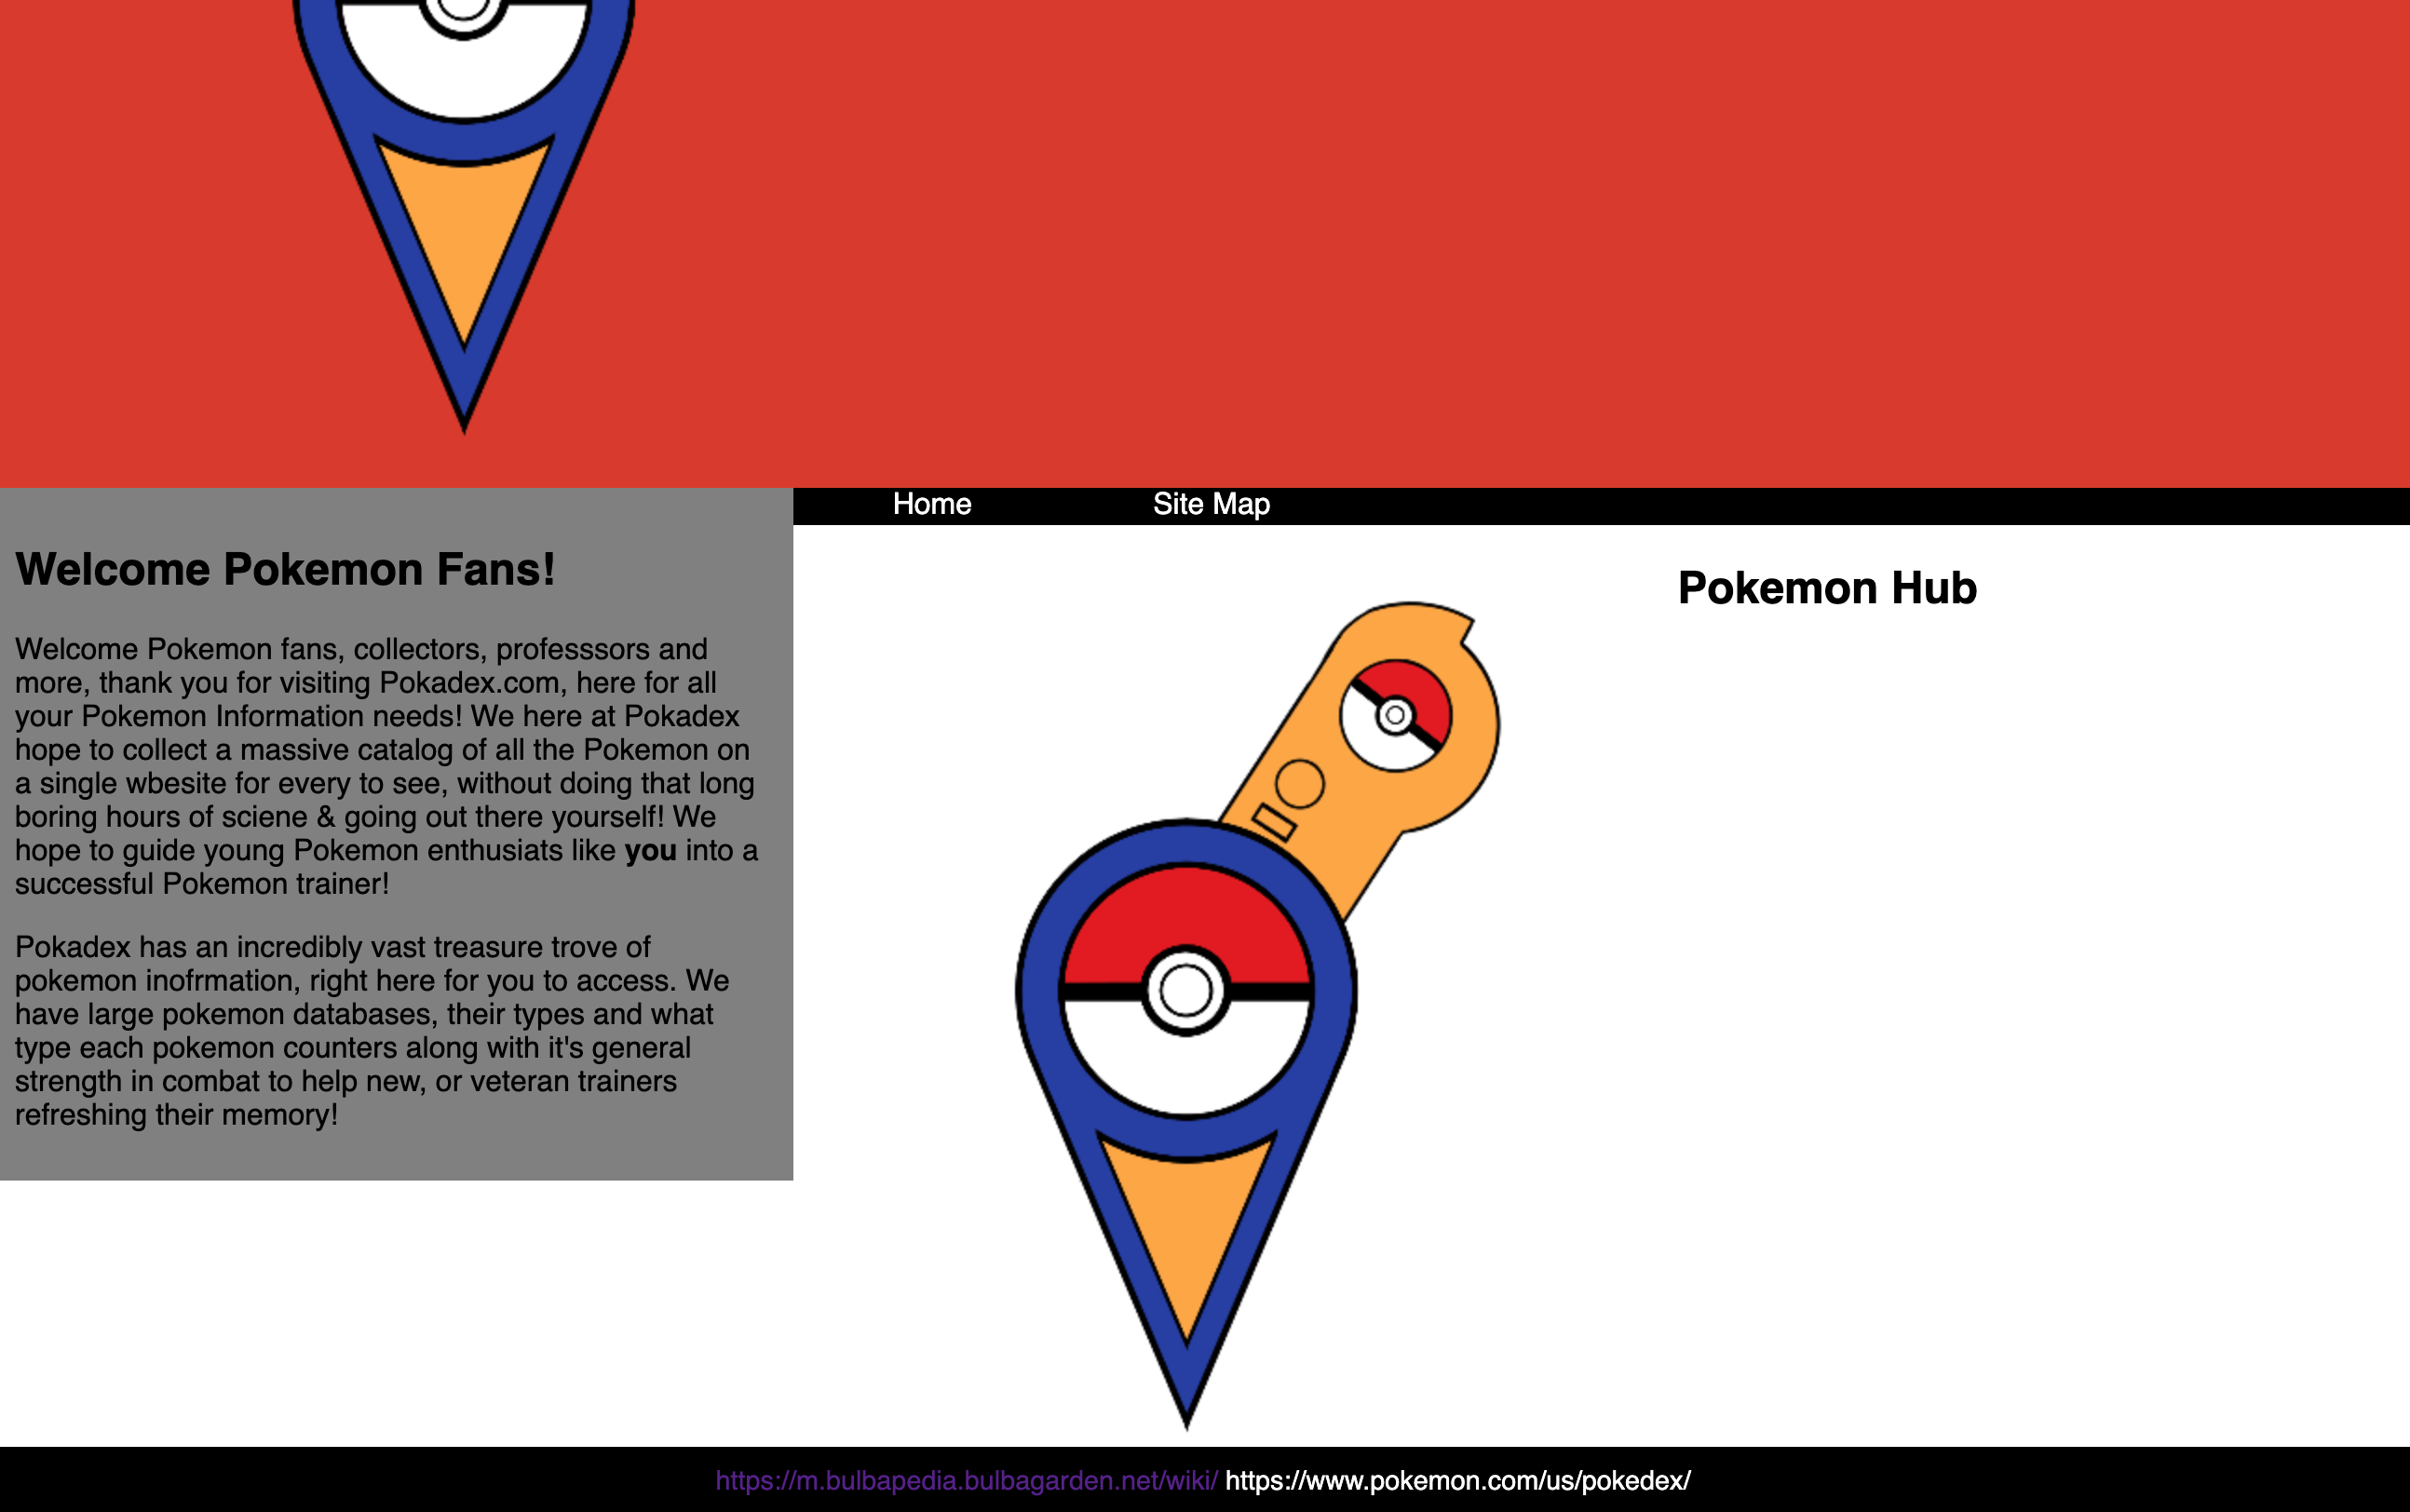 Home Site Map
Welcome Pokemon Fans!
Welcome Pokemon fans, collectors, professsors and
more, thank you for visiting Pokadex.com, here for all
your Pokemon Information needs! We here at Pokadex
hope to collect a massive catalog of all the Pokemon on
a single wbesite for every to see, without doing that long
boring hours of sciene & going out there yourself! We
hope to guide young Pokemon enthusiats like you into a
successful Pokemon trainer!
Pokadex has an incredibly vast treasure trove of
pokemon inofrmation, right here for you to access. We
have large pokemon databases, their types and what
type each pokemon counters along with it's general
strength in combat to help new, or veteran trainers
refreshing their memory!
Pokemon Hub
https://m.bulbapedia.bulbagarden.net/wiki/ https://www.pokemon.com/us/pokedex/